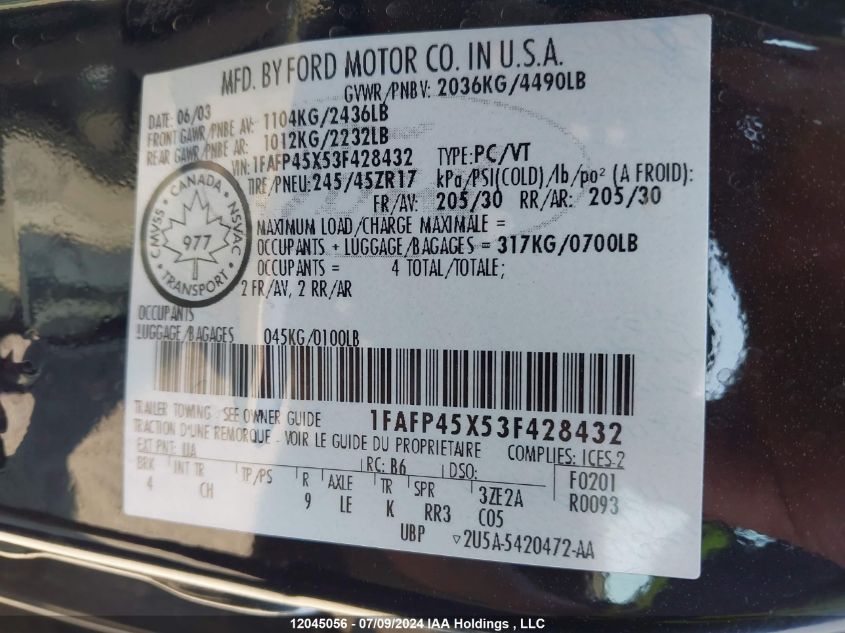 MFD. BY FORD MOTOR CO. IN U.S.A.
DATE: 06/03 GVWR/PNBV: 2036KG/4490LB
FRONT GAWR/PNBE AV: 1104KG/2436LB
REAR GAWR/PNBE AR: 1012KG/2232LB
VIN: 1FAFP45X53F428432 TYPE: PC/VT
TIRE/PNEU: 245/45ZR17 kPa/PSI(COLD)/lb/po² (A FROID):
FR/AV: 205/30 RR/AR: 205/30
CMVSS CANADA NSVAC
977
TRANSPORT
MAXIMUM LOAD/CHARGE MAXIMALE =
OCCUPANTS + LUGGAGE/BAGAGES = 317KG/0700LB
OCCUPANTS = 4 TOTAL/TOTALE;
2 FR/AV, 2 RR/AR
OCCUPANTS
LUGGAGE/BAGAGES 045KG/0100LB
TRAILER TOWING - SEE OWNER GUIDE 1FAFP45X53F428432
TRACTION D'UNE REMORQUE - VOIR LE GUIDE DU PROPRIETAIRE COMPLIES: ICES-2
EXT PNT: UA RC: B6 DSO: F0201
BRK INT TR TP/PS R AXLE TR SPR 3ZE2A R0093
4 CH 9 LE K RR3 C05
UBP ▽2U5A-5420472-AA
12045056 - 07/09/2024 IAA Holdings , LLC